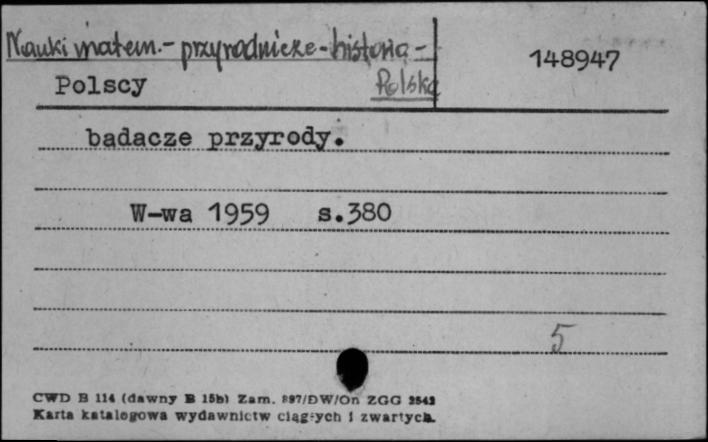 Nauki matem.- przyrodnicze - historia -
Polska
148947
Polscy
badacze przyrody.
W-wa 1959 s.380
5
CWD B 114 (dawny B 15b) Zam. 897/DW/On ZGG 2542
Karta katalogowa wydawnictw ciągłych i zwartych.